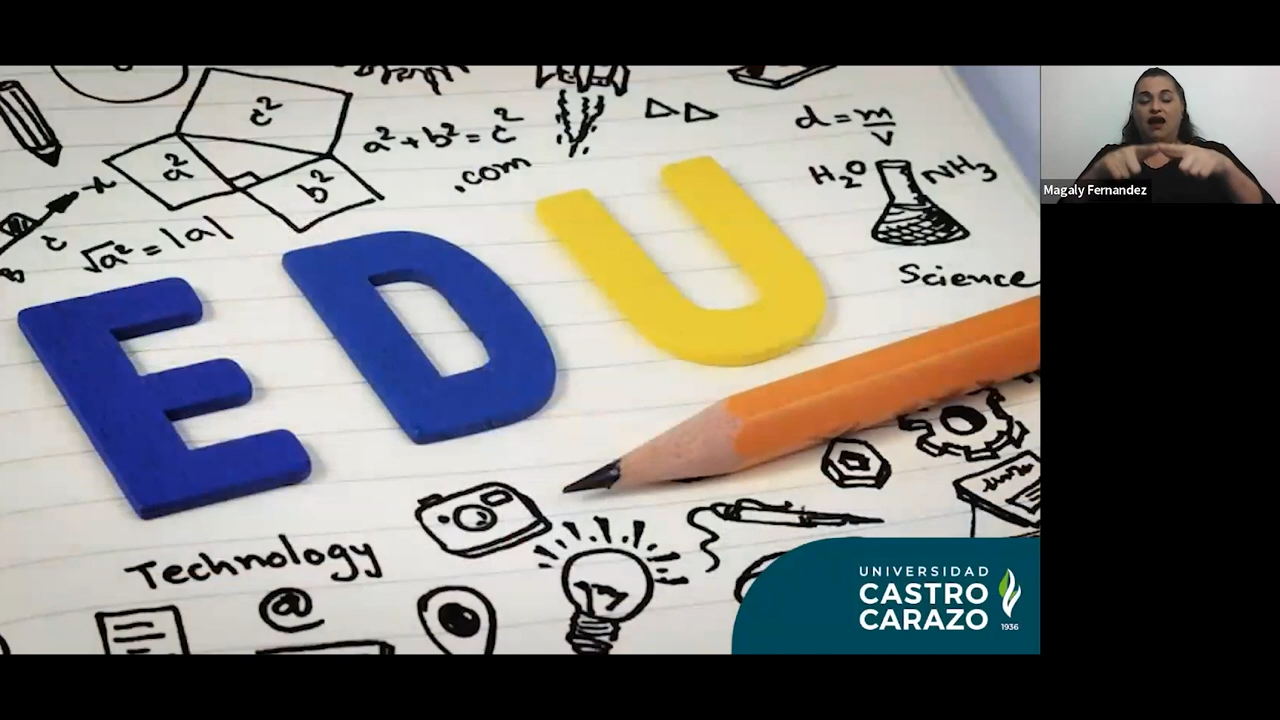 c²
a²
b²
a² + b² = c²
.com
√a² = |a|
d = m/v
H₂O
NH₃
Science
EDU
Technology
@
UNIVERSIDAD
CASTRO
CARAZO
1936
Magaly Fernandez